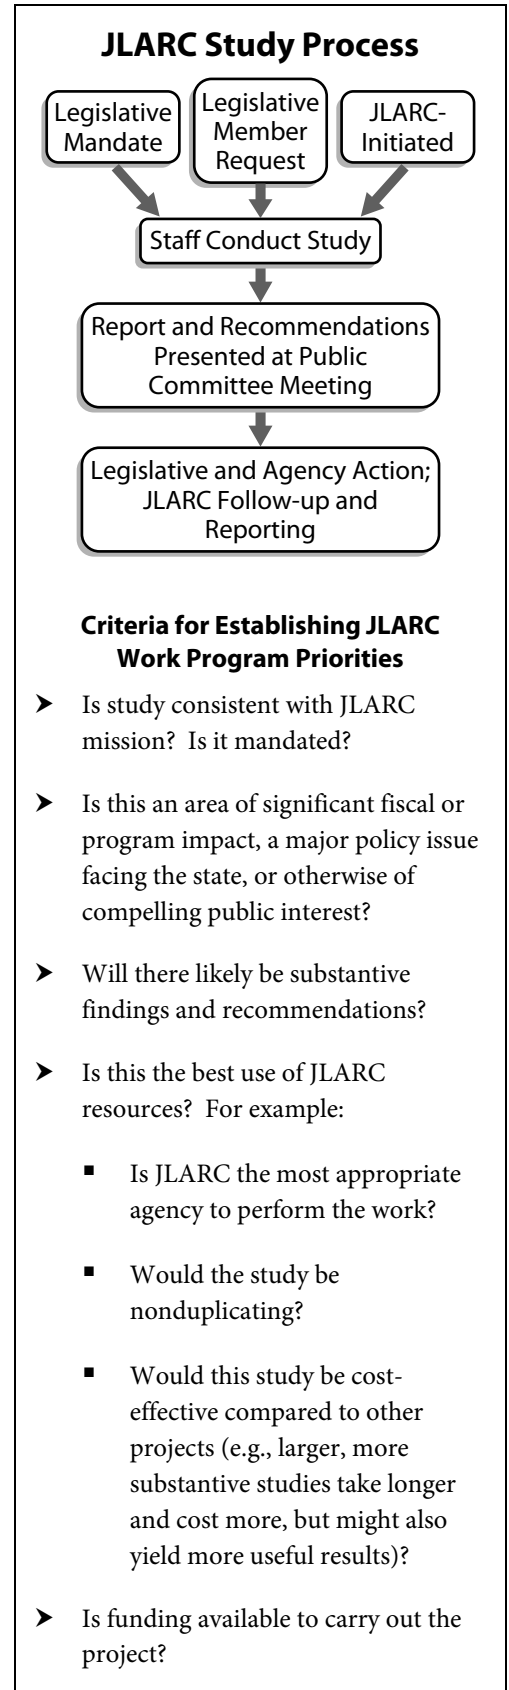 JLARC Study Process
Legislative
Mandate
Legislative
Member
Request
JLARC-
Initiated
Staff Conduct Study
Report and Recommendations
Presented at Public
Committee Meeting
Legislative and Agency Action;
JLARC Follow-up and
Reporting
Criteria for Establishing JLARC
Work Program Priorities
➤ Is study consistent with JLARC
mission? Is it mandated?
➤ Is this an area of significant fiscal or
program impact, a major policy issue
facing the state, or otherwise of
compelling public interest?
➤ Will there likely be substantive
findings and recommendations?
➤ Is this the best use of JLARC
resources? For example:
▪ Is JLARC the most appropriate
agency to perform the work?
▪ Would the study be
nonduplicating?
▪ Would this study be cost-
effective compared to other
projects (e.g., larger, more
substantive studies take longer
and cost more, but might also
yield more useful results)?
➤ Is funding available to carry out the
project?